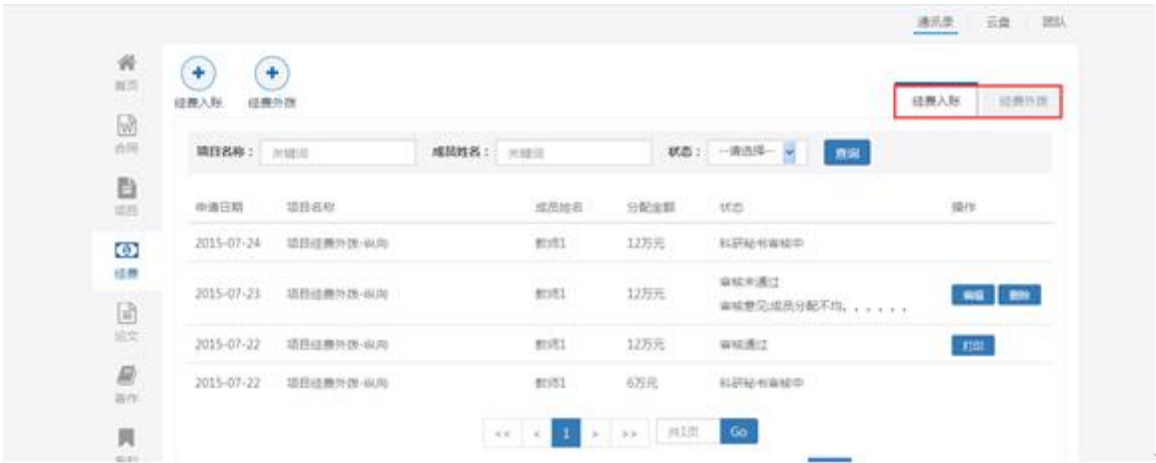 通讯录 云盘 团队
首页
经费入账 经费外拨
经费入账 经费外拨
合同
项目名称： 关键词 成员姓名： 关键词 状态： --请选择-- 查询
项目
申请日期 项目名称 成员姓名 分配金额 状态 操作
2015-07-24 项目经费外拨-纵向 教师1 12万元 科研秘书审核中
经费
2015-07-23 项目经费外拨-纵向 教师1 12万元 审核未通过 编辑 删除
审核意见:成员分配不均，，，，，，
论文
2015-07-22 项目经费外拨-纵向 教师1 12万元 审核通过 打印
2015-07-22 项目经费外拨-纵向 教师1 6万元 科研秘书审核中
著作
<< < 1 > >> 共1页 Go